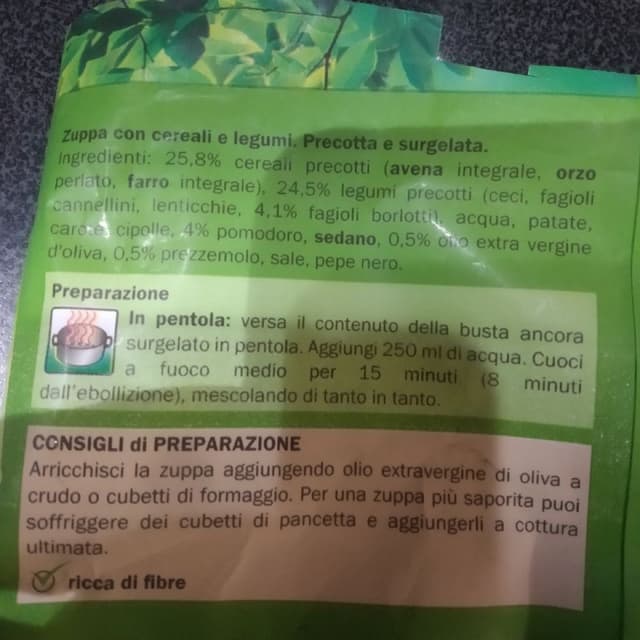 Zuppa con cereali e legumi. Precotta e surgelata.
Ingredienti: 25,8% cereali precotti (avena integrale, orzo
perlato, farro integrale), 24,5% legumi precotti (ceci, fagioli
cannellini, lenticchie, 4,1% fagioli borlotti), acqua, patate,
carote, cipolle, 4% pomodoro, sedano, 0,5% olio extra vergine
d'oliva, 0,5% prezzemolo, sale, pepe nero.
Preparazione
In pentola: versa il contenuto della busta ancora
surgelato in pentola. Aggiungi 250 ml di acqua. Cuoci
a fuoco medio per 15 minuti (8 minuti
dall'ebollizione), mescolando di tanto in tanto.
CONSIGLI di PREPARAZIONE
Arricchisci la zuppa aggiungendo olio extravergine di oliva a
crudo o cubetti di formaggio. Per una zuppa più saporita puoi
soffriggere dei cubetti di pancetta e aggiungerli a cottura
ultimata.
ricca di fibre